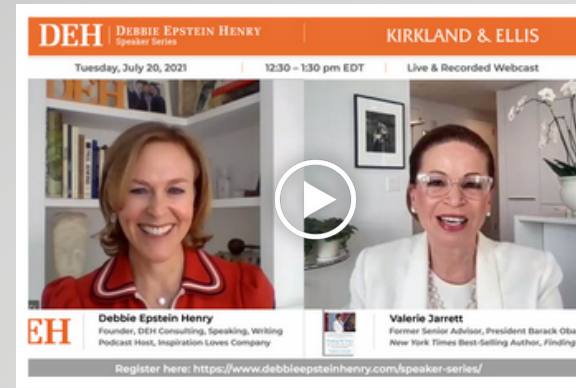 DEH DEBBIE EPSTEIN HENRY
Speaker Series
KIRKLAND & ELLIS
Tuesday, July 20, 2021 12:30 – 1:30 pm EDT Live & Recorded Webcast
DEH
EH
Debbie Epstein Henry
Founder, DEH Consulting, Speaking, Writing
Podcast Host, Inspiration Loves Company
Valerie Jarrett
Former Senior Advisor, President Barack Oba
New York Times Best-Selling Author, Finding
Register here: https://www.debbieepsteinhenry.com/speaker-series/